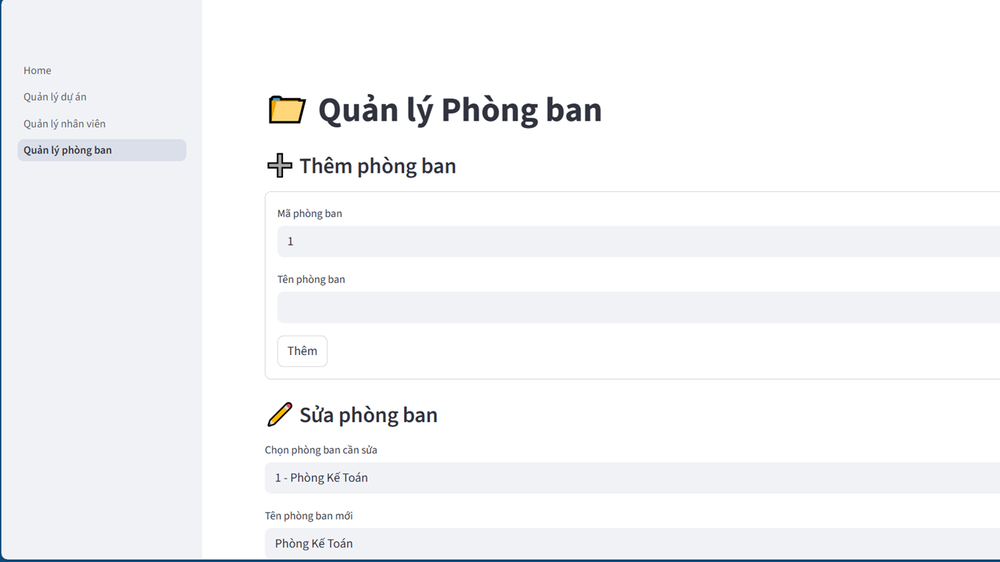 Home
Quản lý dự án
Quản lý nhân viên
Quản lý phòng ban
Quản lý Phòng ban
Thêm phòng ban
Mã phòng ban
1
Tên phòng ban
Thêm
Sửa phòng ban
Chọn phòng ban cần sửa
1 - Phòng Kế Toán
Tên phòng ban mới
Phòng Kế Toán